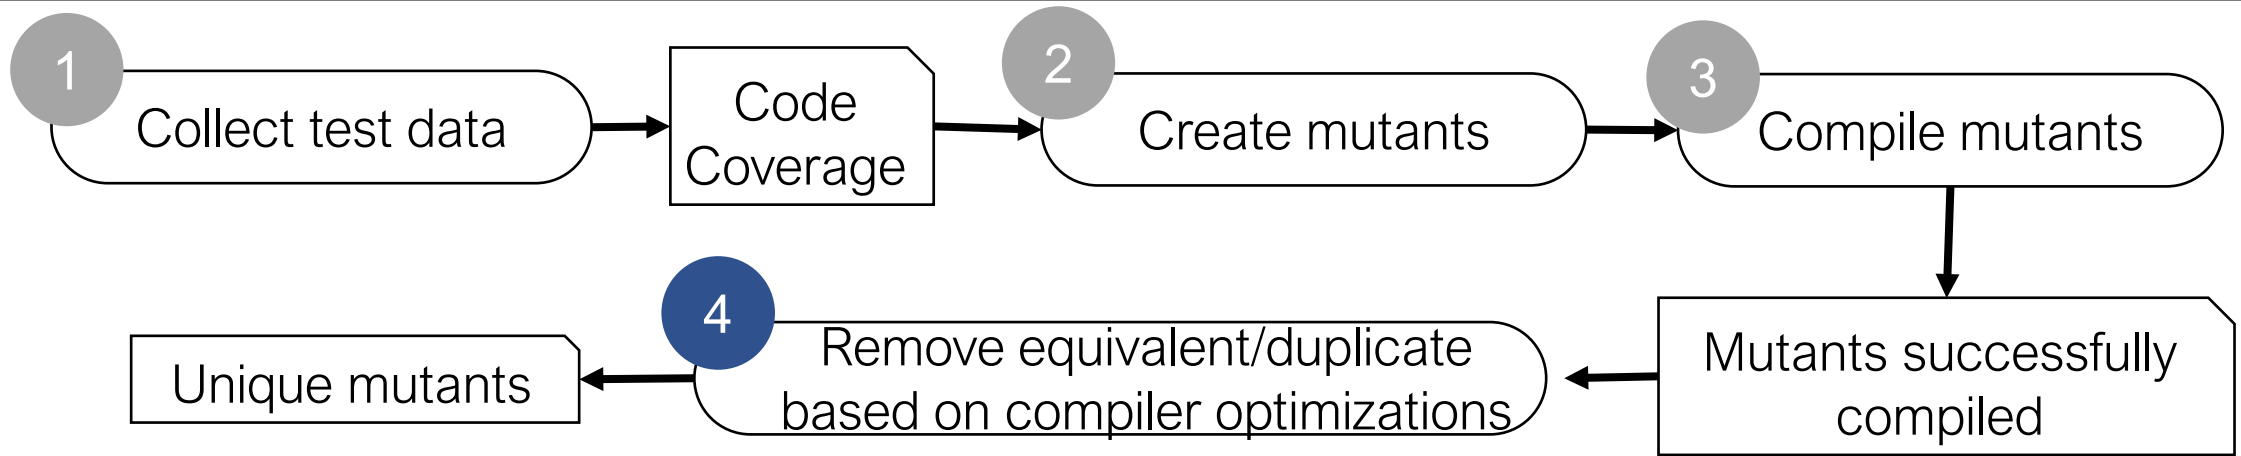 1
Collect test data
Code
Coverage
2
Create mutants
3
Compile mutants
Mutants successfully
compiled
4
Remove equivalent/duplicate
based on compiler optimizations
Unique mutants